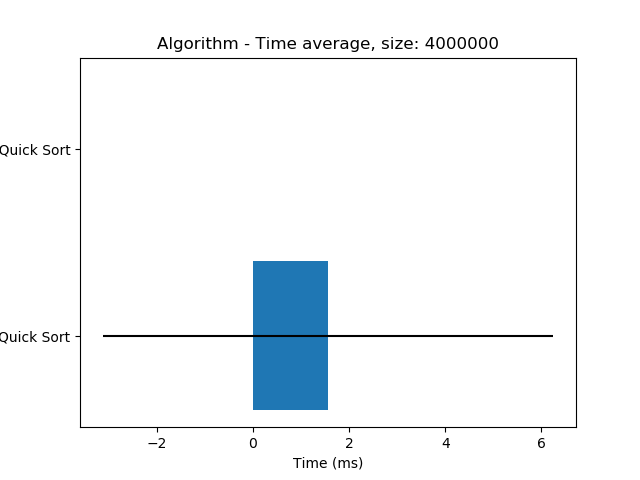 Algorithm - Time average, size: 4000000
Quick Sort
Quick Sort
−2 0 2 4 6
Time (ms)